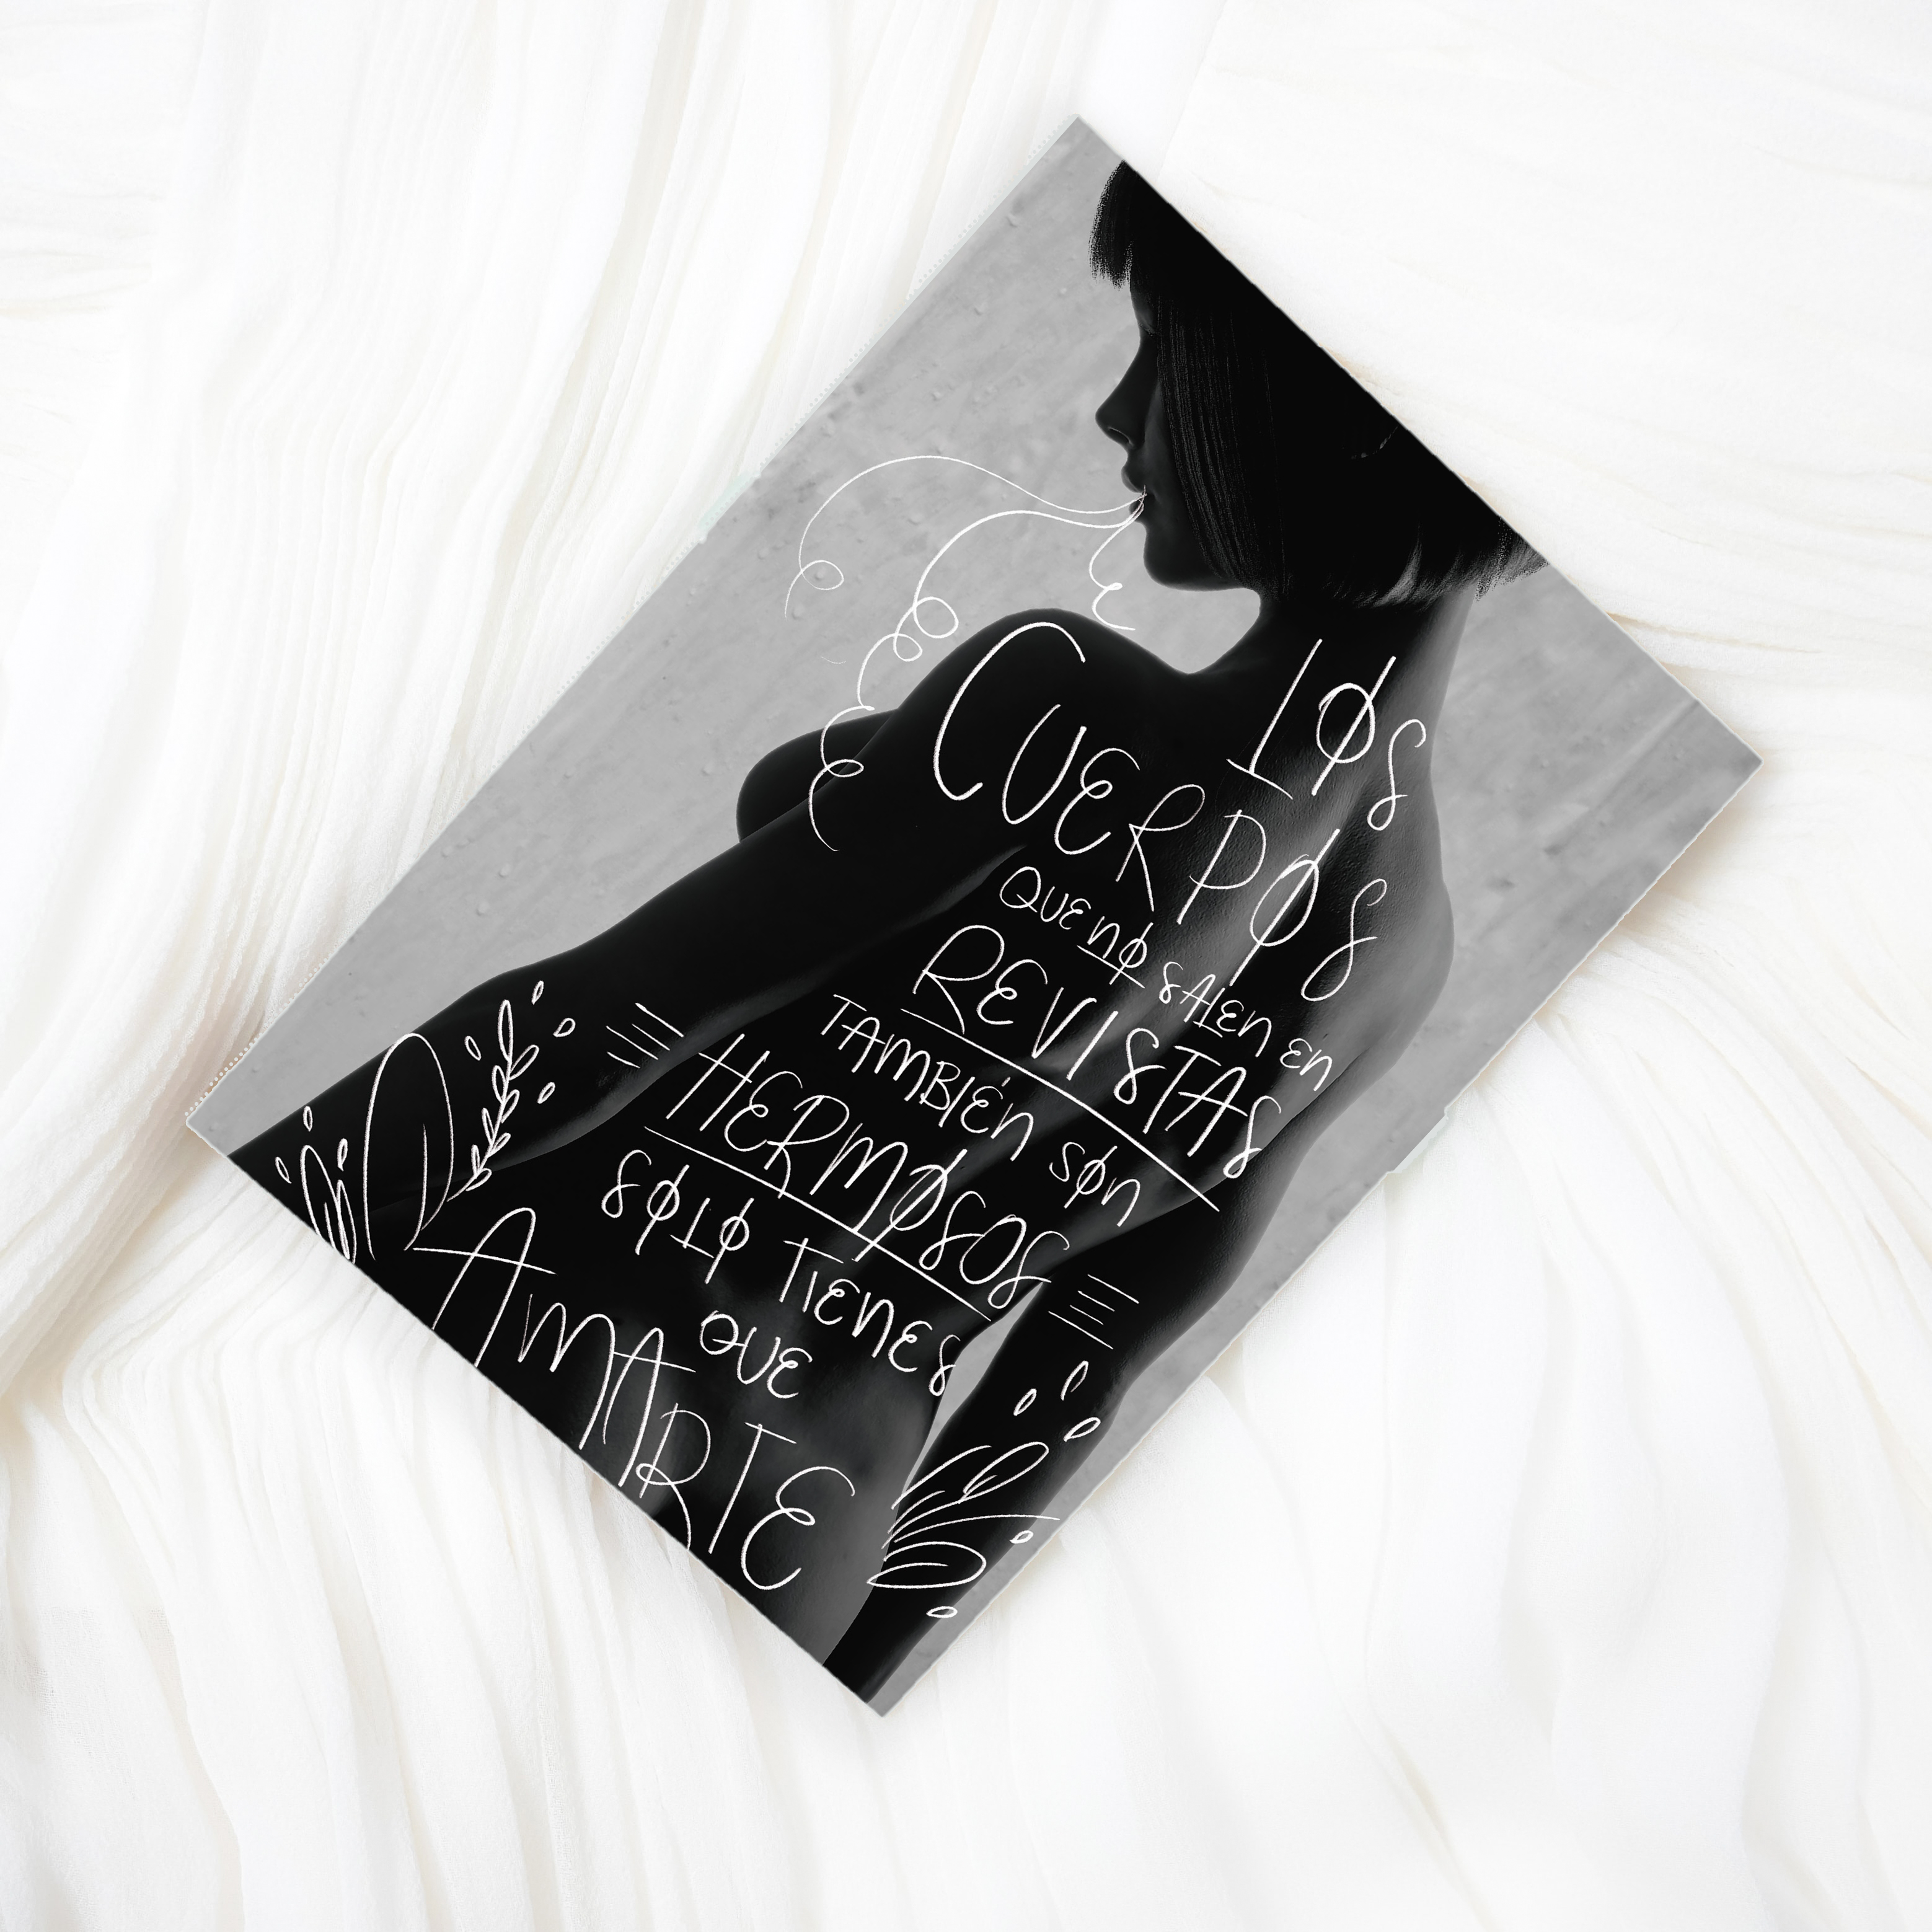 LOS
CUERPOS
QUE NO SALEN EN
REVISTAS
TAMBIÉN SON
HERMOSOS
SOLO TIENES
QUE
AMARTE